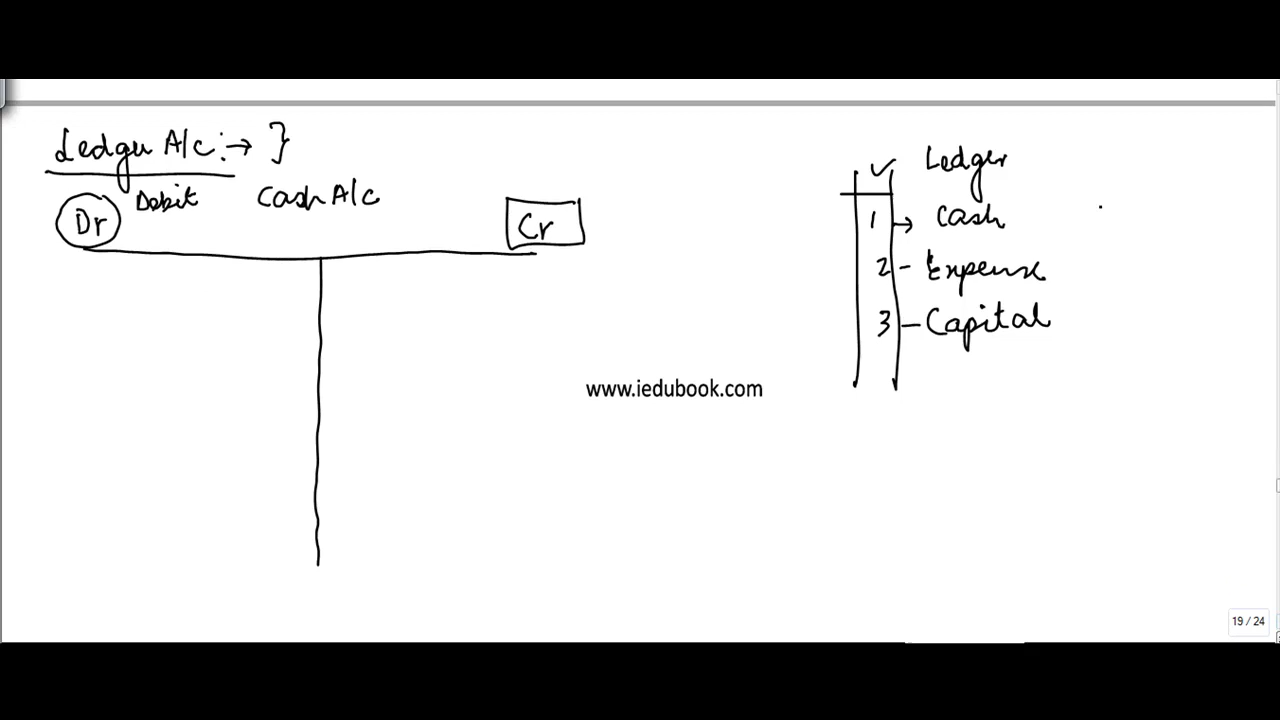 Ledger A/c :→ }
Debit Cash A/c
Dr Cr
✓ Ledger
1 → Cash
2 - Expense
3 - Capital
www.iedubook.com
19 / 24